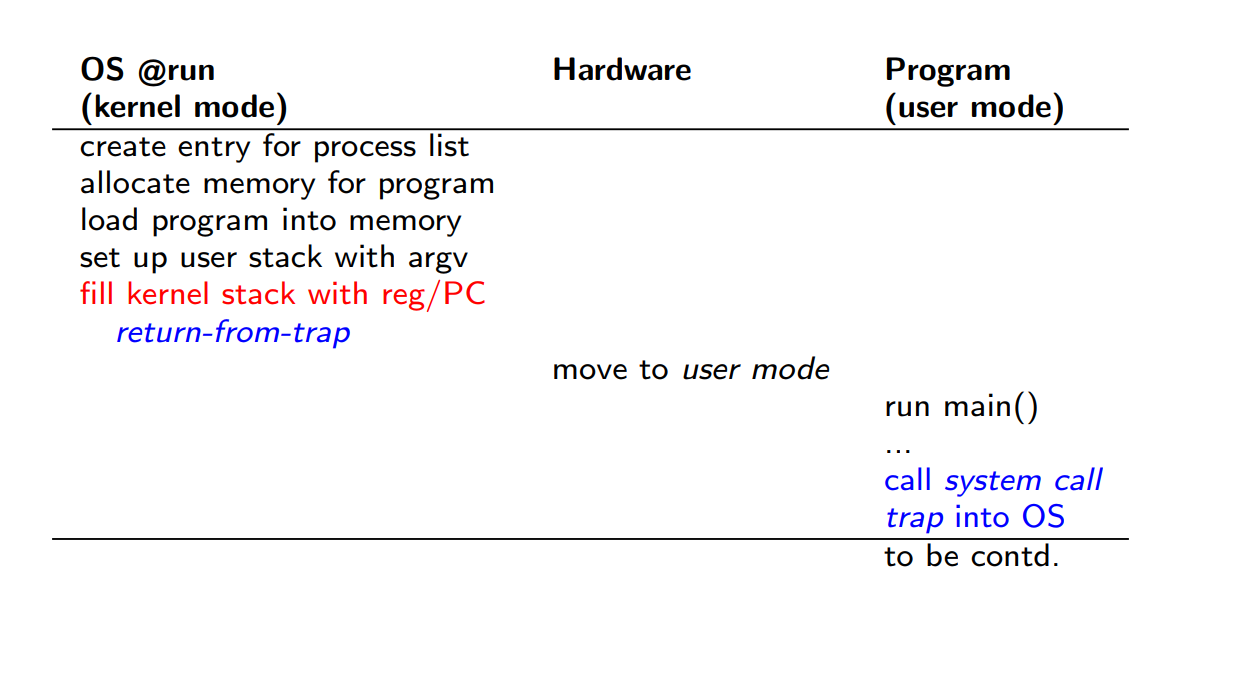 OS @run Hardware Program
(kernel mode) (user mode)
create entry for process list
allocate memory for program
load program into memory
set up user stack with argv
fill kernel stack with reg/PC
return-from-trap
move to user mode
run main()
...
call system call
trap into OS
to be contd.